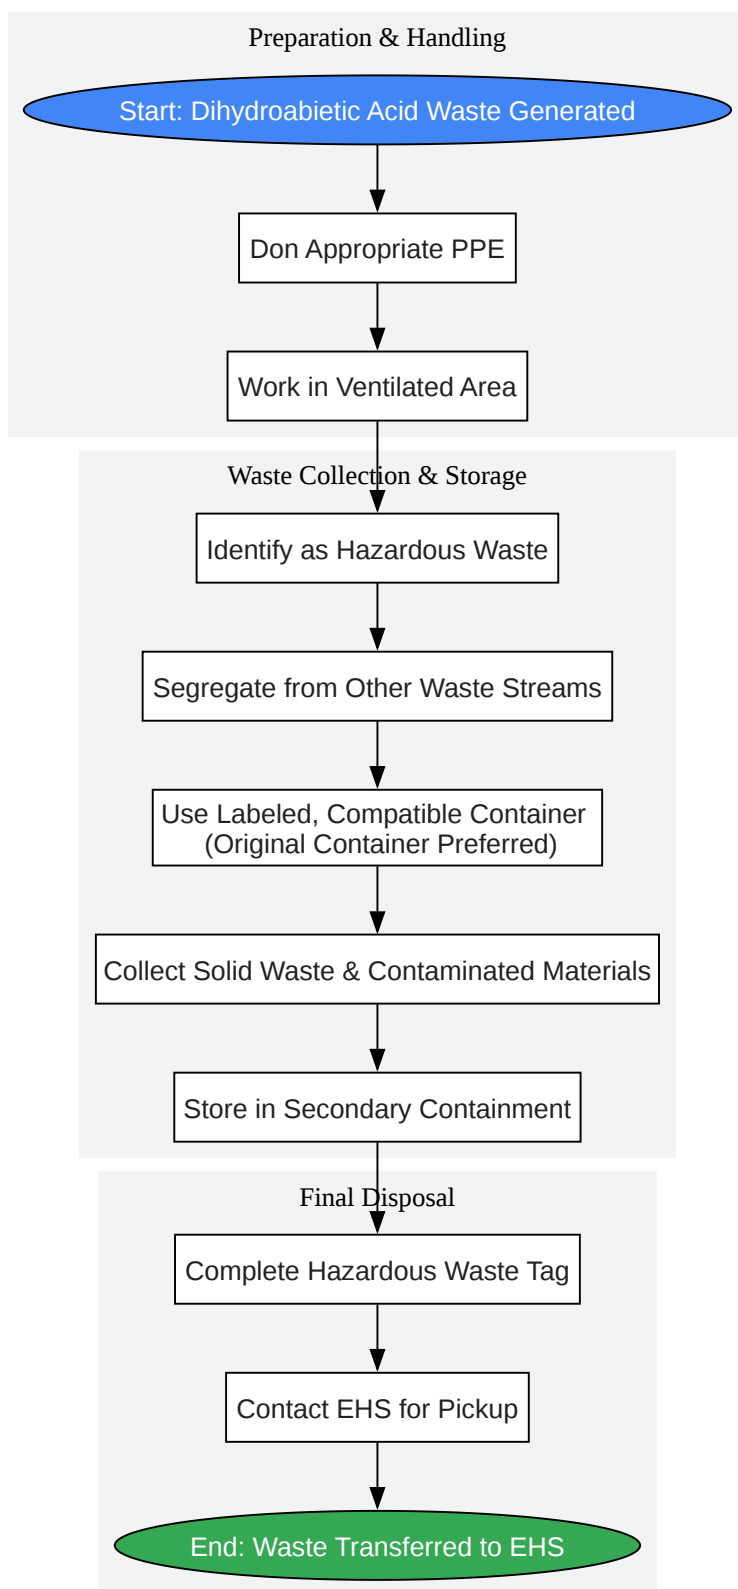 Preparation & Handling
Start: Dihydroabietic Acid Waste Generated
Don Appropriate PPE
Work in Ventilated Area
Waste Collection & Storage
Identify as Hazardous Waste
Segregate from Other Waste Streams
Use Labeled, Compatible Container
(Original Container Preferred)
Collect Solid Waste & Contaminated Materials
Store in Secondary Containment
Final Disposal
Complete Hazardous Waste Tag
Contact EHS for Pickup
End: Waste Transferred to EHS